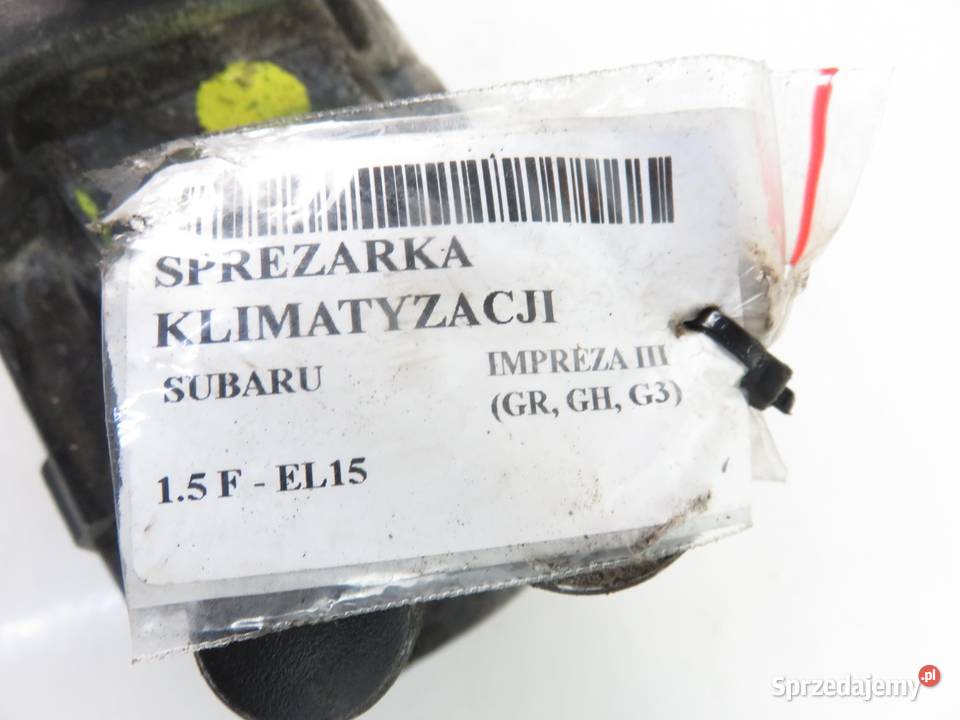 SPREZARKA
KLIMATYZACJI
SUBARU IMPREZA III
(GR, GH, G3)
1.5 F - EL15
Sprzedajemy.pl